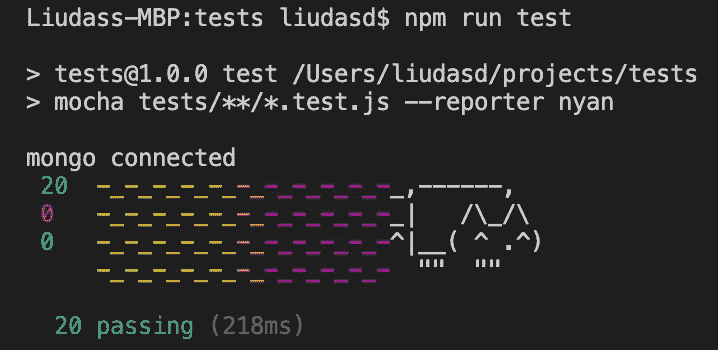 Liudass-MBP:tests liudasd$ npm run test
> tests@1.0.0 test /Users/liudasd/projects/tests
> mocha tests/**/*.test.js --reporter nyan
mongo connected
20 -_-_-_-_-_-_-_-_-_-_-_,------,
0 -_-_-_-_-_-_-_-_-_-_-_| /\_/\
0 -_-_-_-_-_-_-_-_-_-_-^|__( ^ .^)
-_-_-_-_-_-_-_-_-_-_- "" ""
20 passing (218ms)